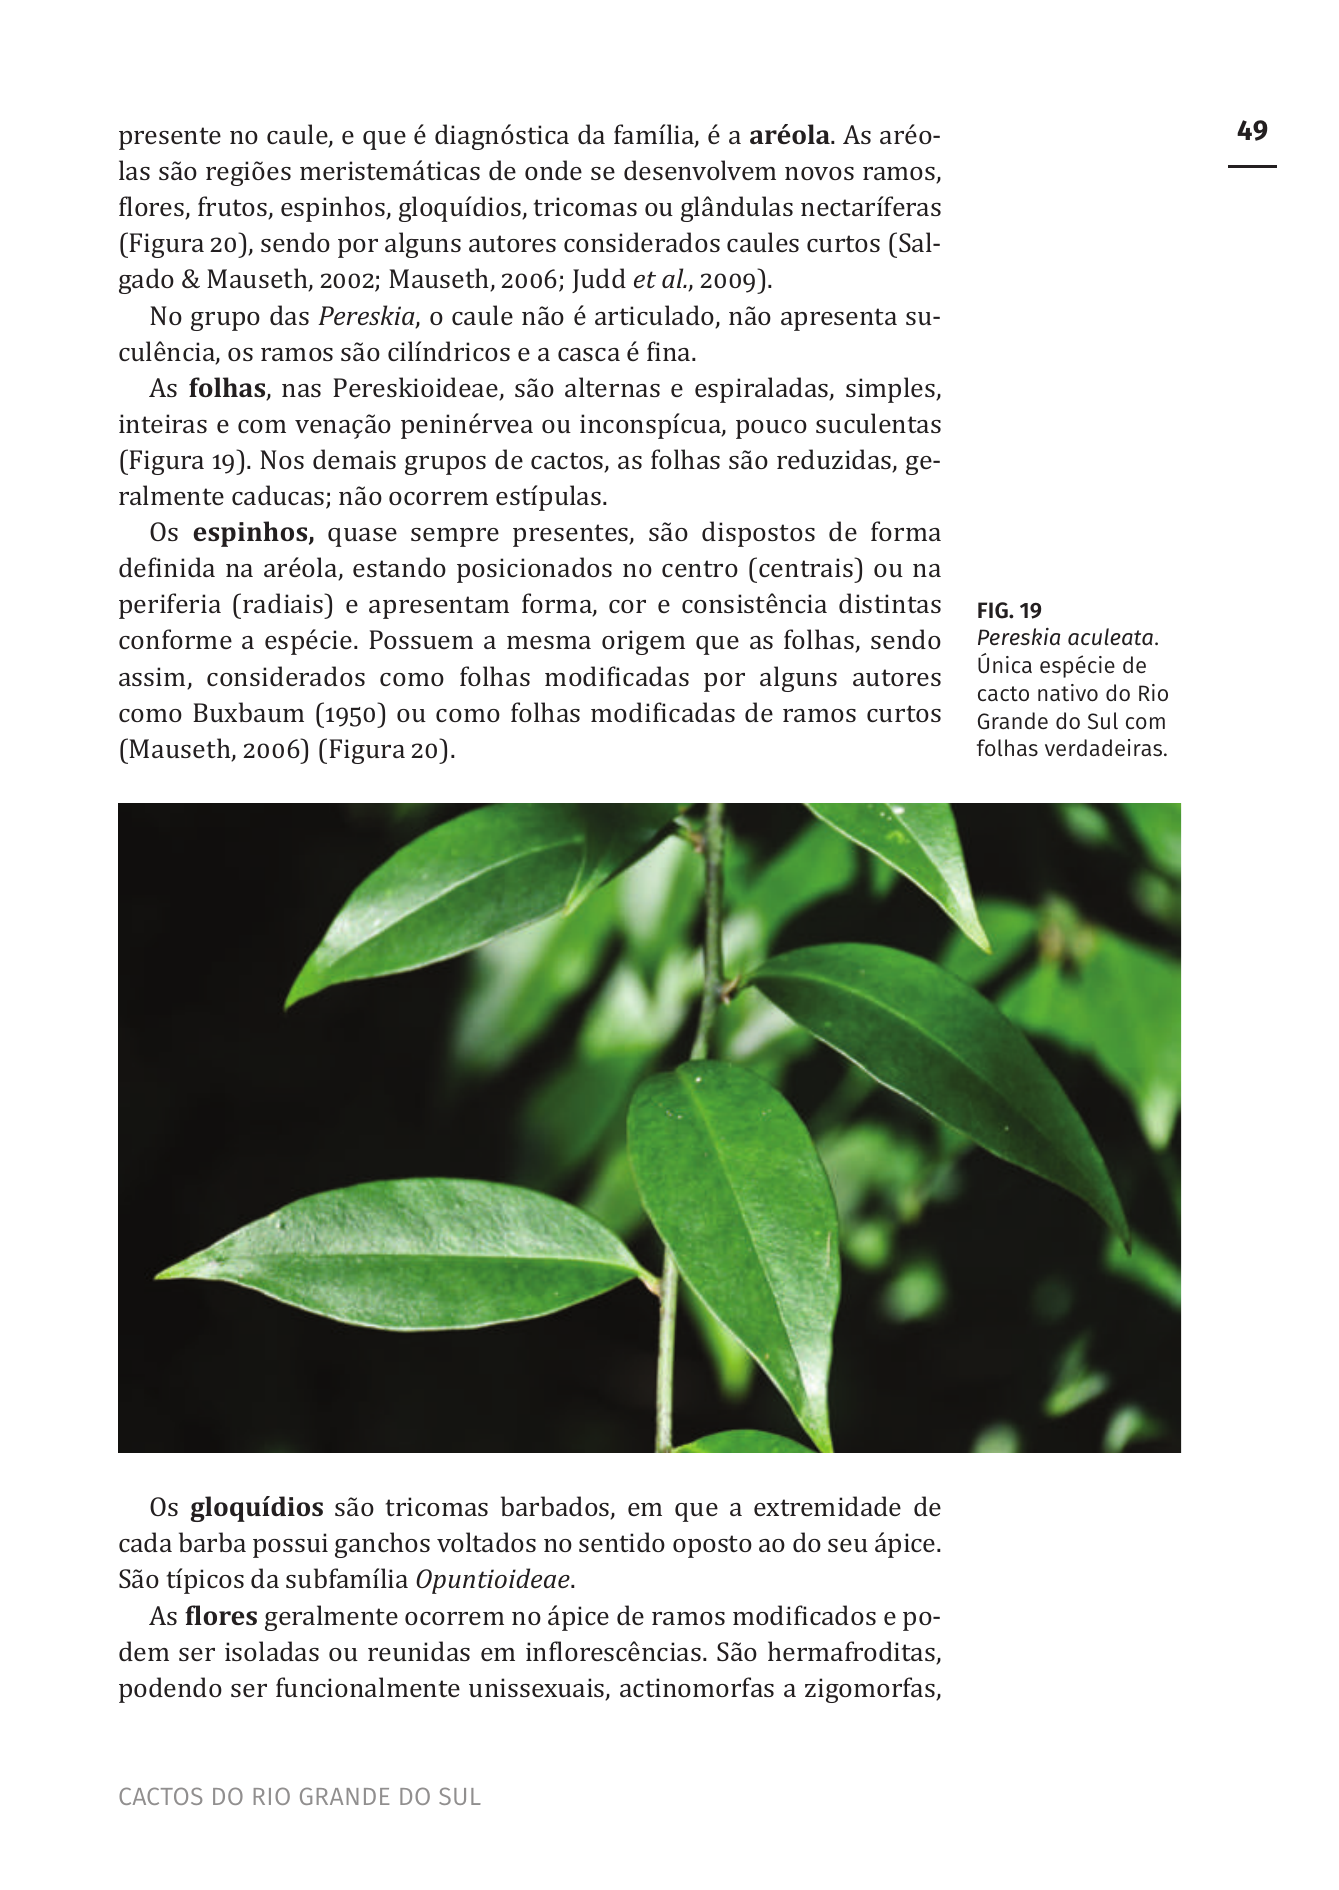 49
presente no caule, e que é diagnóstica da família, é a aréola. As aréo-
las são regiões meristemáticas de onde se desenvolvem novos ramos,
flores, frutos, espinhos, gloquídios, tricomas ou glândulas nectaríferas
(Figura 20), sendo por alguns autores considerados caules curtos (Sal-
gado & Mauseth, 2002; Mauseth, 2006; Judd et al., 2009).
No grupo das Pereskia, o caule não é articulado, não apresenta su-
culência, os ramos são cilíndricos e a casca é fina.
As folhas, nas Pereskioideae, são alternas e espiraladas, simples,
inteiras e com venação peninérvea ou inconspícua, pouco suculentas
(Figura 19). Nos demais grupos de cactos, as folhas são reduzidas, ge-
ralmente caducas; não ocorrem estípulas.
Os espinhos, quase sempre presentes, são dispostos de forma
definida na aréola, estando posicionados no centro (centrais) ou na
periferia (radiais) e apresentam forma, cor e consistência distintas
conforme a espécie. Possuem a mesma origem que as folhas, sendo
assim, considerados como folhas modificadas por alguns autores
como Buxbaum (1950) ou como folhas modificadas de ramos curtos
(Mauseth, 2006) (Figura 20).
FIG. 19
Pereskia aculeata.
Única espécie de
cacto nativo do Rio
Grande do Sul com
folhas verdadeiras.
Os gloquídios são tricomas barbados, em que a extremidade de
cada barba possui ganchos voltados no sentido oposto ao do seu ápice.
São típicos da subfamília Opuntioideae.
As flores geralmente ocorrem no ápice de ramos modificados e po-
dem ser isoladas ou reunidas em inflorescências. São hermafroditas,
podendo ser funcionalmente unissexuais, actinomorfas a zigomorfas,
CACTOS DO RIO GRANDE DO SUL